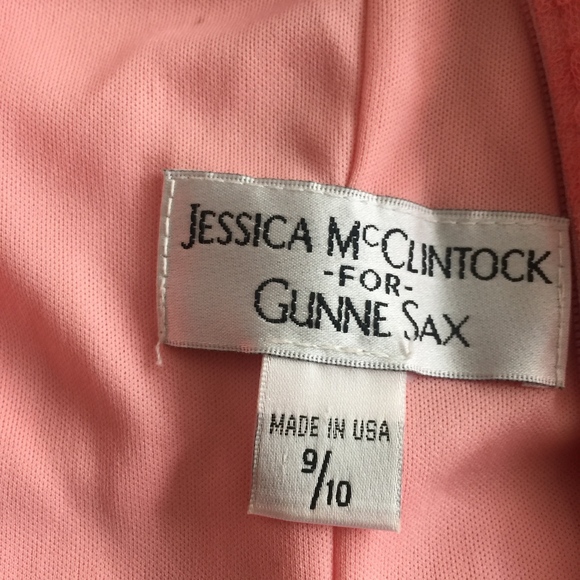 JESSICA MCCLINTOCK
-FOR-
GUNNE SAX
MADE IN USA
9/10